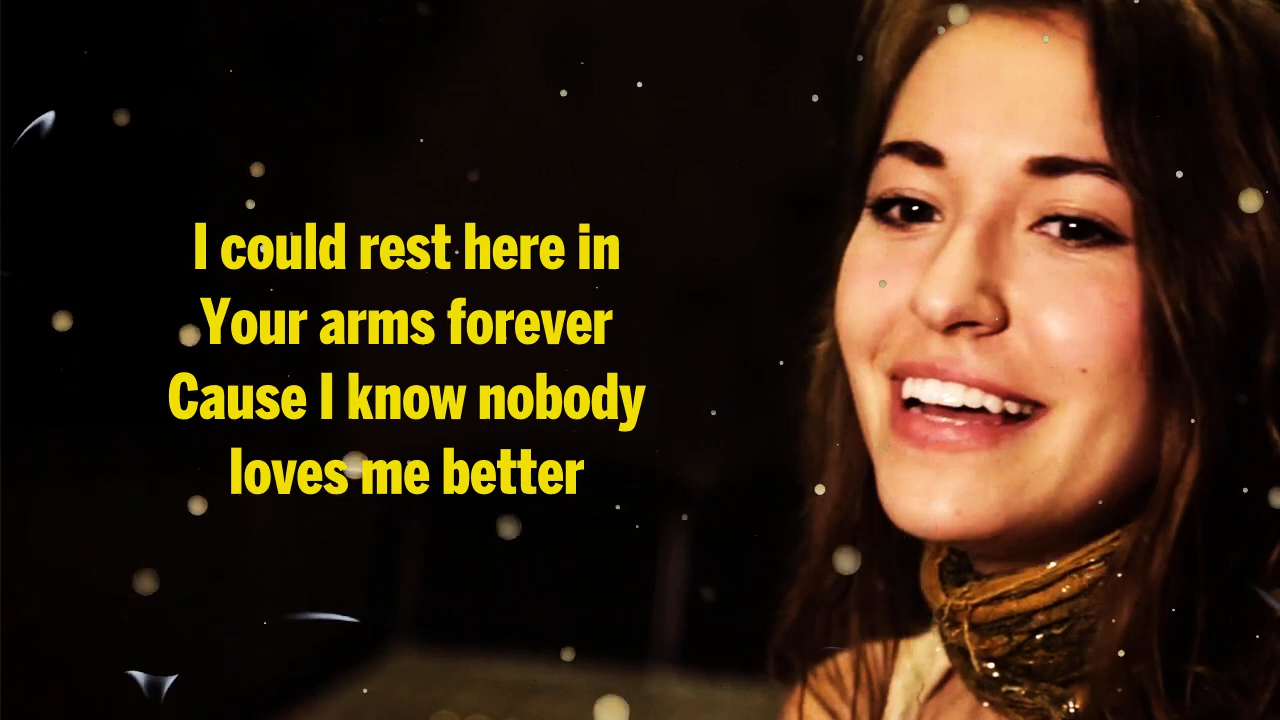 I could rest here in
Your arms forever
Cause I know nobody
loves me better